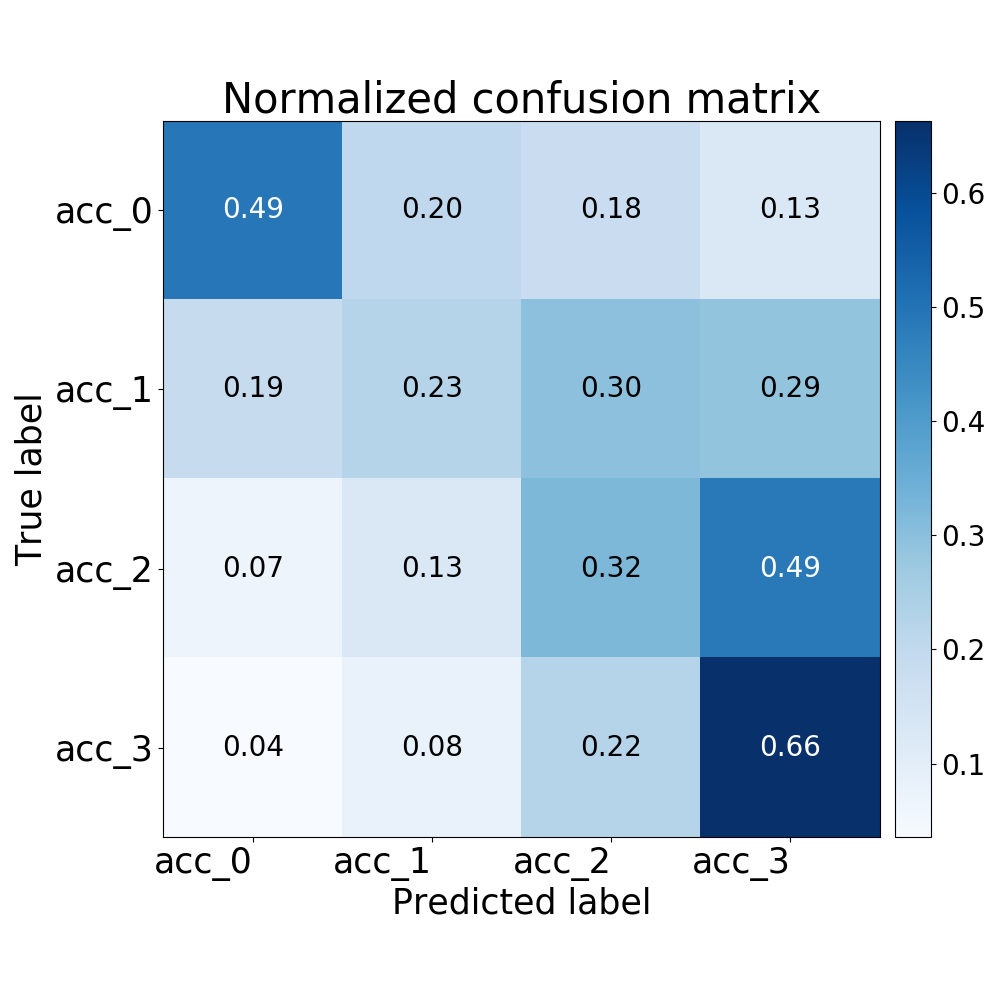 Normalized confusion matrix
True label
acc_0 0.49 0.20 0.18 0.13
acc_1 0.19 0.23 0.30 0.29
acc_2 0.07 0.13 0.32 0.49
acc_3 0.04 0.08 0.22 0.66
acc_0 acc_1 acc_2 acc_3
Predicted label
0.6
0.5
0.4
0.3
0.2
0.1